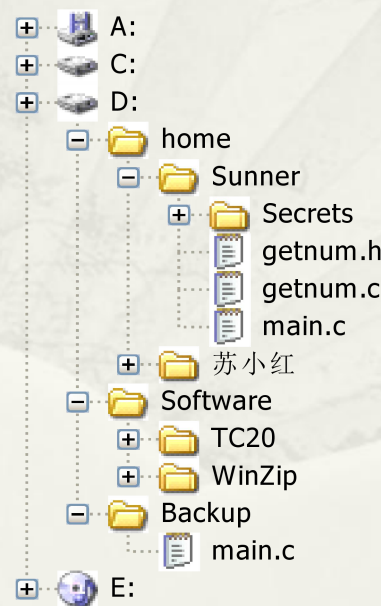 A:
C:
D:
home
Sunner
Secrets
getnum.h
getnum.c
main.c
苏小红
Software
TC20
WinZip
Backup
main.c
E: